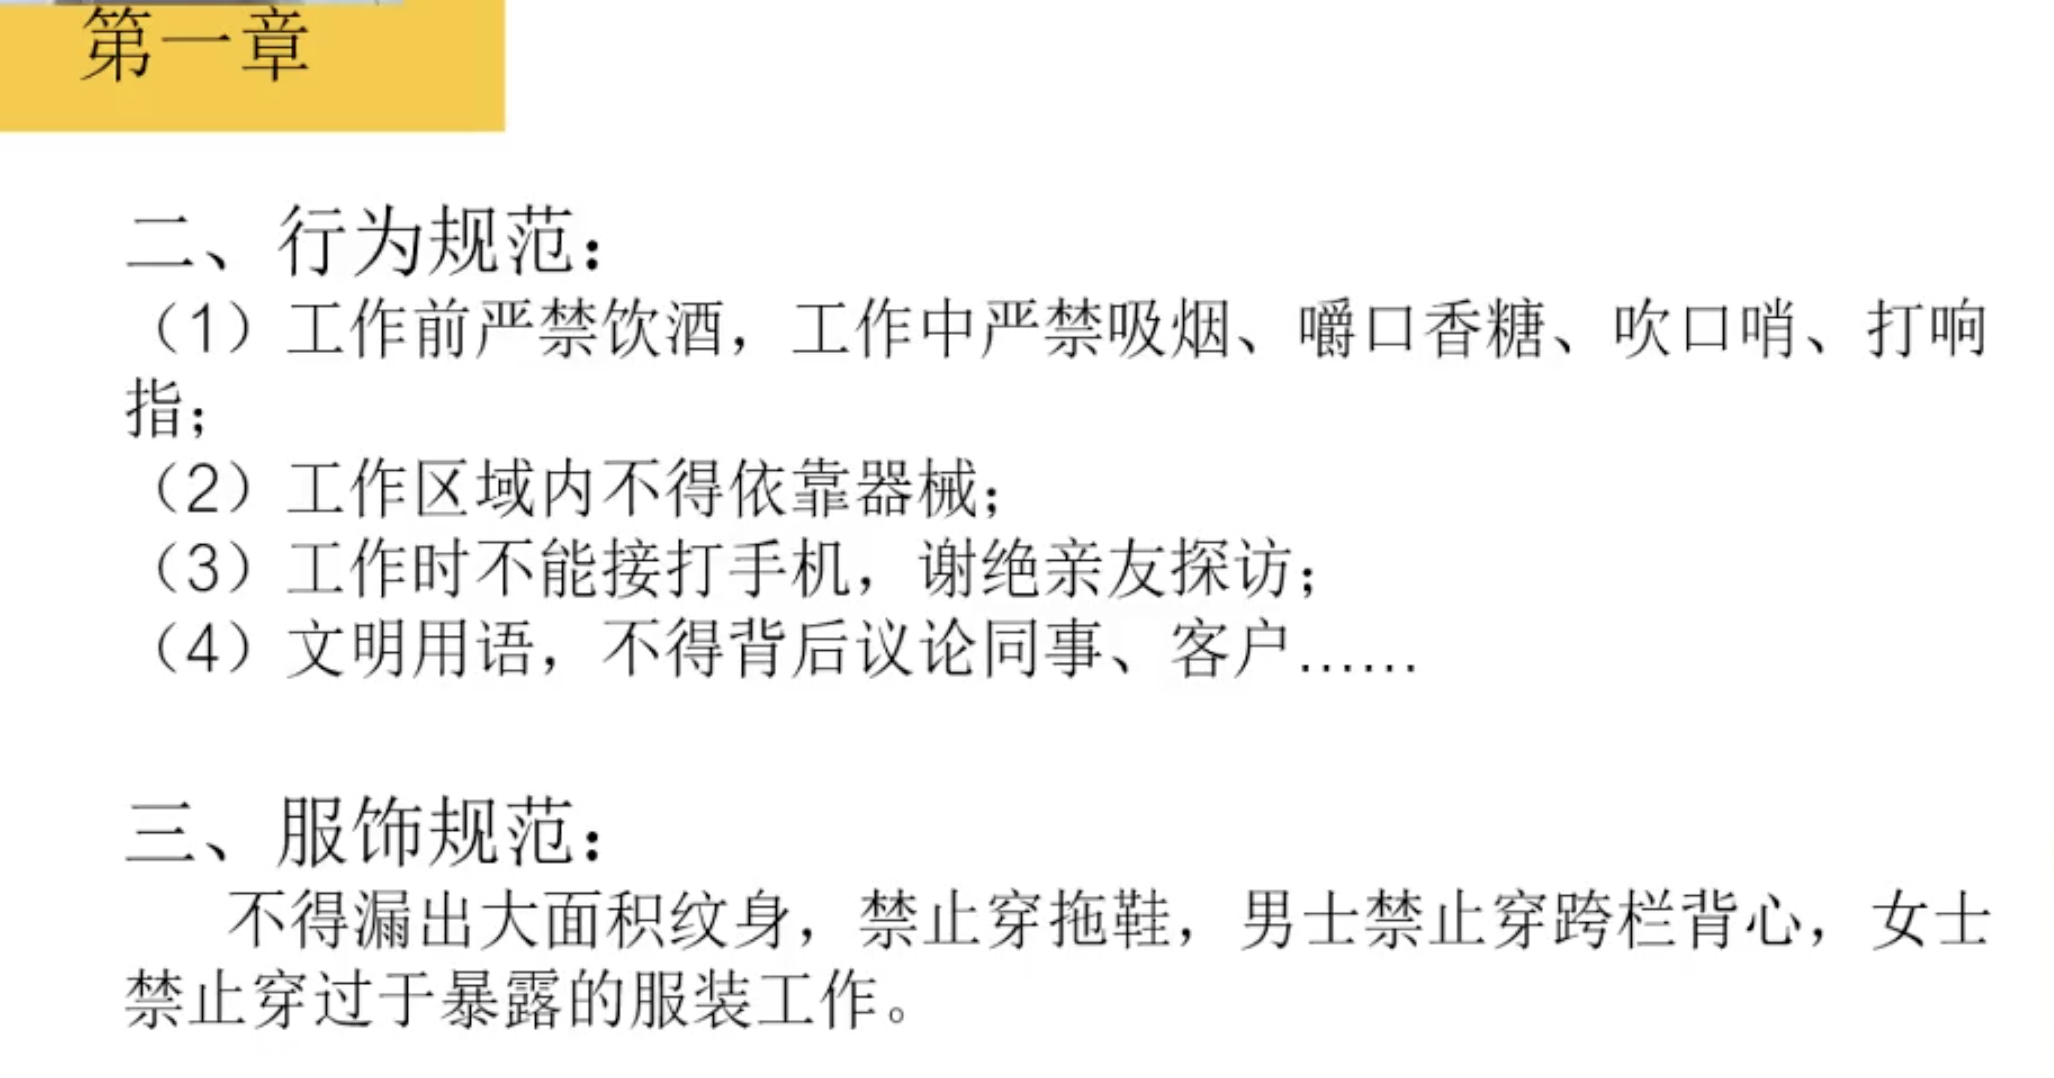 第一章
二、行为规范：
（1）工作前严禁饮酒，工作中严禁吸烟、嚼口香糖、吹口哨、打响
指；
（2）工作区域内不得依靠器械；
（3）工作时不能接打手机，谢绝亲友探访；
（4）文明用语，不得背后议论同事、客户……
三、服饰规范：
不得漏出大面积纹身，禁止穿拖鞋，男士禁止穿跨栏背心，女士
禁止穿过于暴露的服装工作。